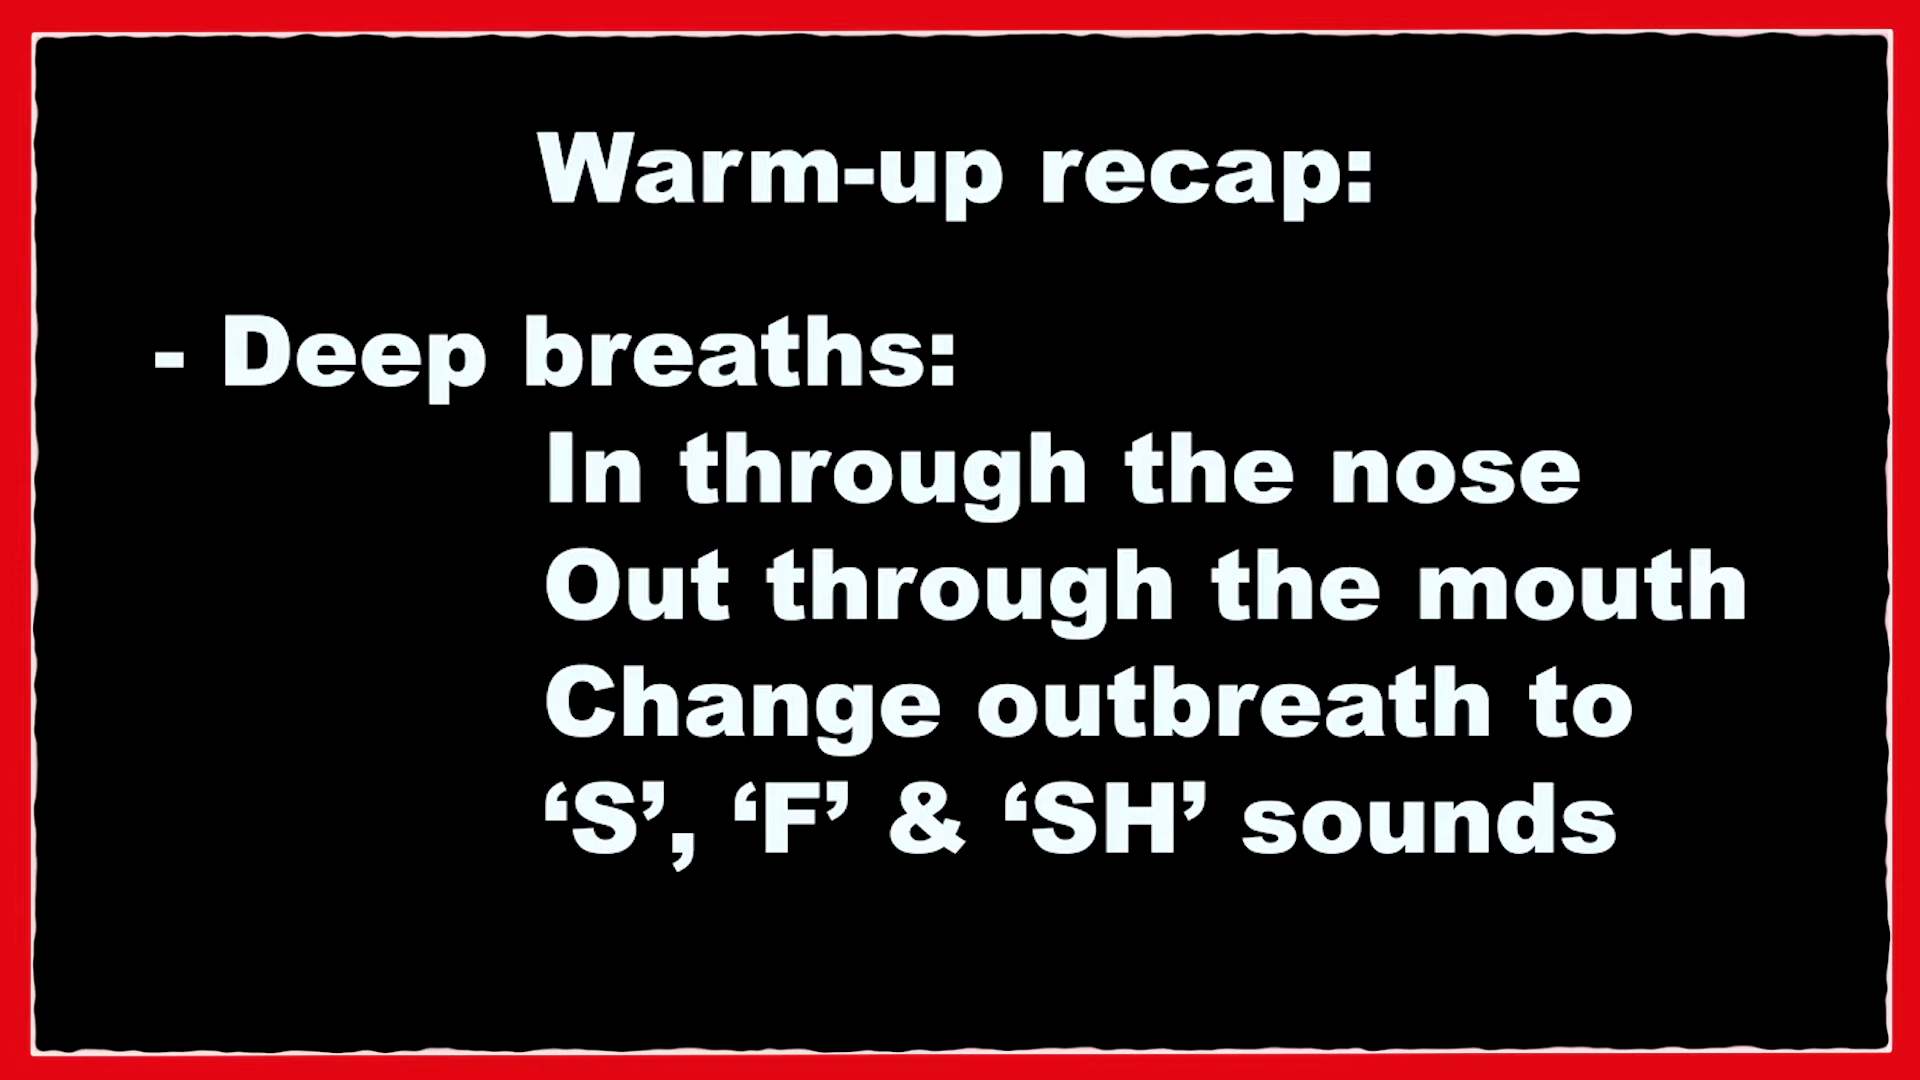 Warm-up recap:
- Deep breaths:
In through the nose
Out through the mouth
Change outbreath to
‘S’, ‘F’ & ‘SH’ sounds